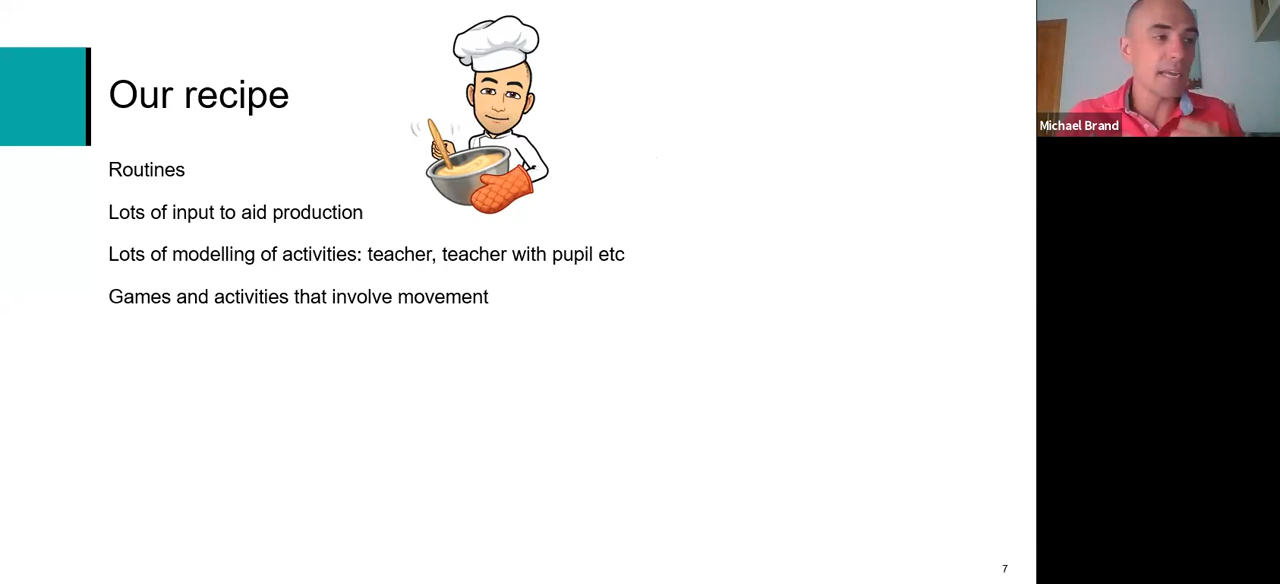 Our recipe
Routines
Lots of input to aid production
Lots of modelling of activities: teacher, teacher with pupil etc
Games and activities that involve movement
Michael Brand
7